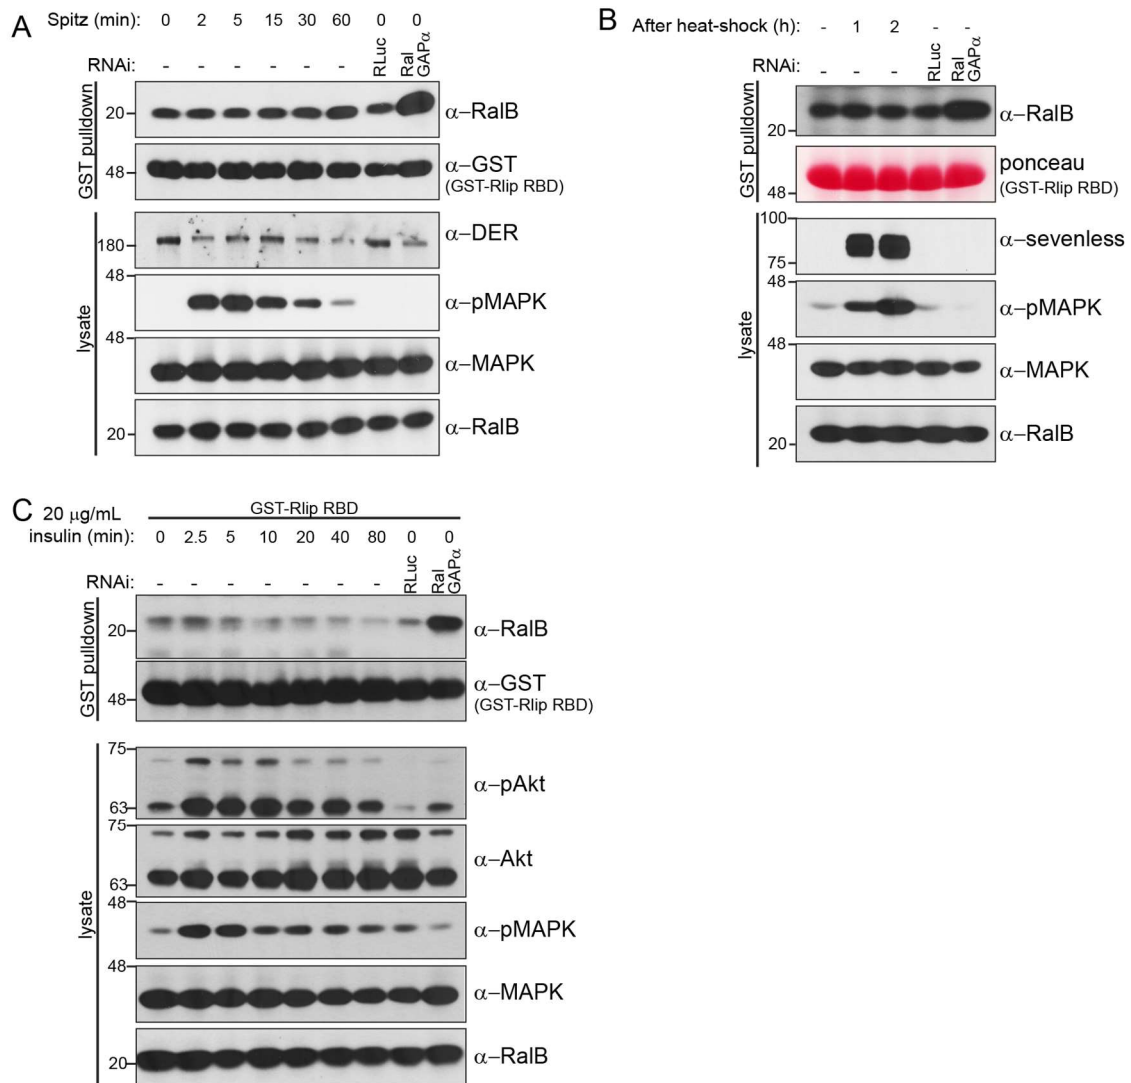 A
Spitz (min): 0 2 5 15 30 60 0 0
RNAi: - - - - - - RLuc Ral GAPα
GST pulldown
20 α–RalB
48 α–GST
(GST-Rlip RBD)
lysate
180 α–DER
48
α–pMAPK
48
α–MAPK
20 α–RalB
B
After heat-shock (h): - 1 2 - -
RNAi: - - - RLuc Ral GAPα
GST pulldown
α–RalB
20
ponceau
(GST-Rlip RBD)
48
lysate
100
α–sevenless
75
48
α–pMAPK
48
α–MAPK
α–RalB
20
C
GST-Rlip RBD
20 μg/mL
insulin (min): 0 2.5 5 10 20 40 80 0 0
RNAi: - - - - - - - RLuc Ral GAPα
GST pulldown
20 α–RalB
α–GST
48 (GST-Rlip RBD)
lysate
75
α–pAkt
63
75
α–Akt
63
48
α–pMAPK
48
α–MAPK
20 α–RalB